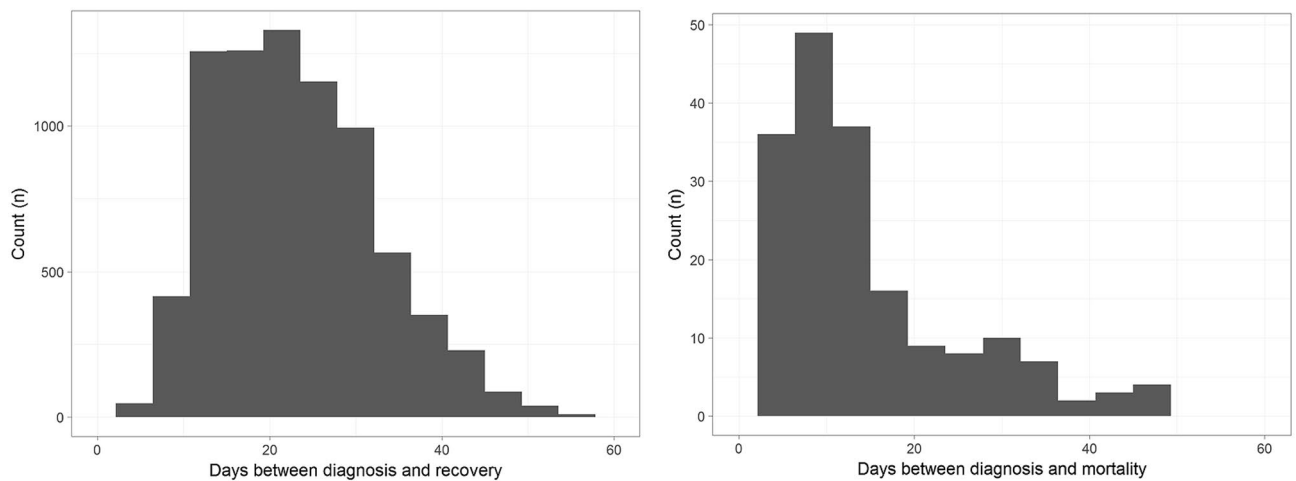 1000
500
0
Count (n)
0 20 40 60
Days between diagnosis and recovery
50
40
30
20
10
0
Count (n)
0 20 40 60
Days between diagnosis and mortality